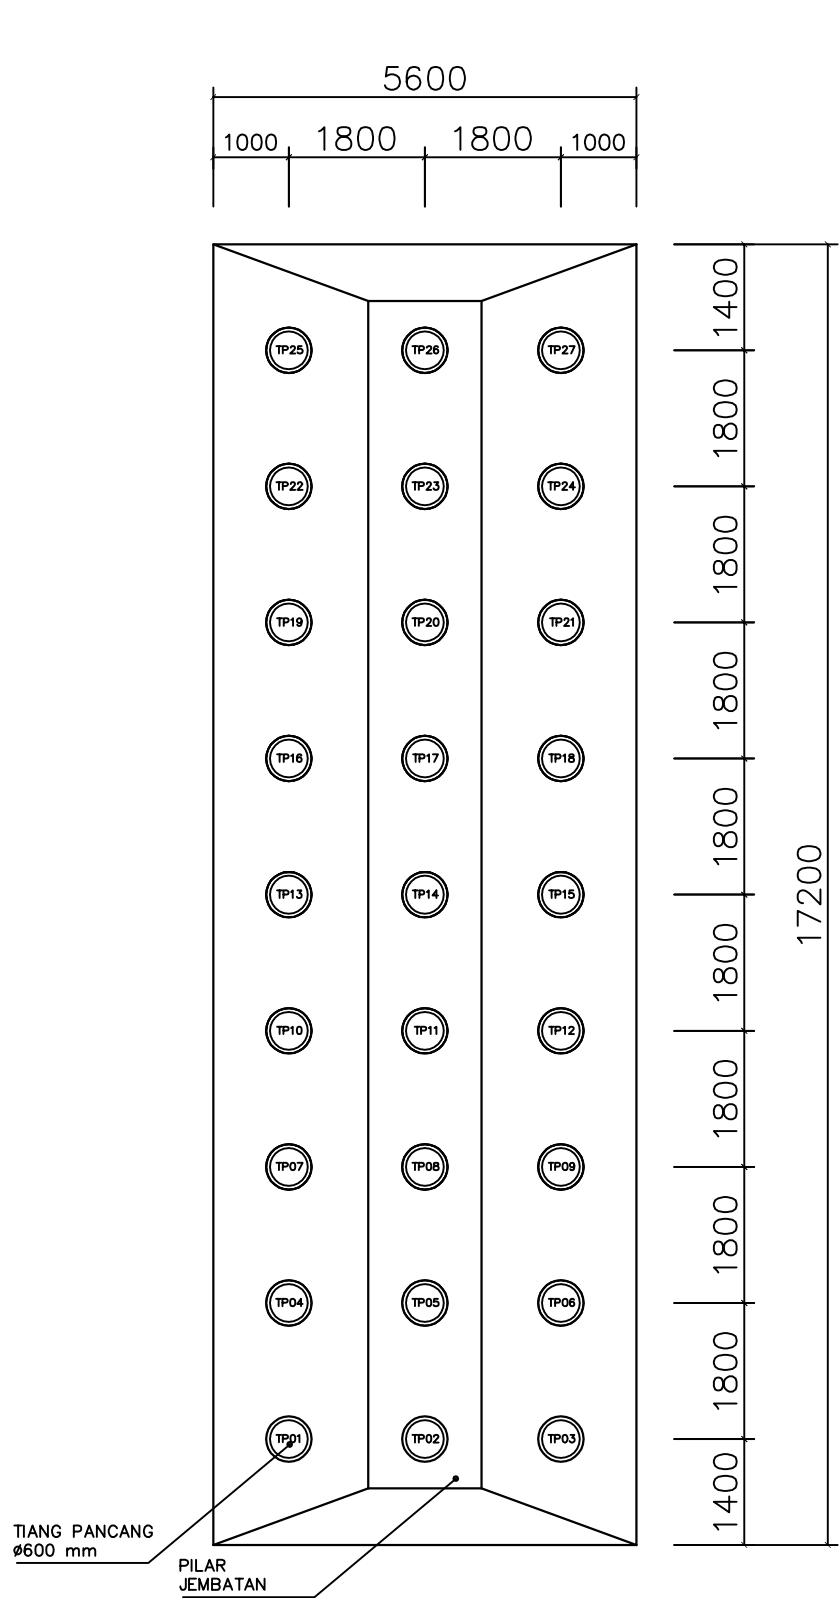 5600
1000 1800 1800 1000
1400
TP25 TP26 TP27
1800
TP22 TP23 TP24
1800
TP19 TP20 TP21
1800
TP16 TP17 TP18
1800
17200
TP13 TP14 TP15
1800
TP10 TP11 TP12
1800
TP07 TP08 TP09
1800
TP04 TP05 TP06
1800
TP01 TP02 TP03
1400
TIANG PANCANG
ø600 mm
PILAR
JEMBATAN